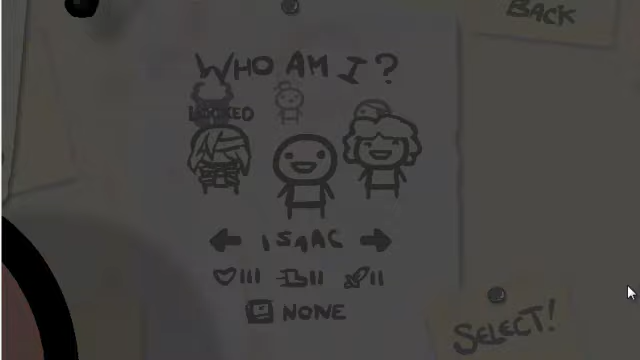 BACK
WHO AM I?
LOCKED
ISAAC
NONE
SELECT!